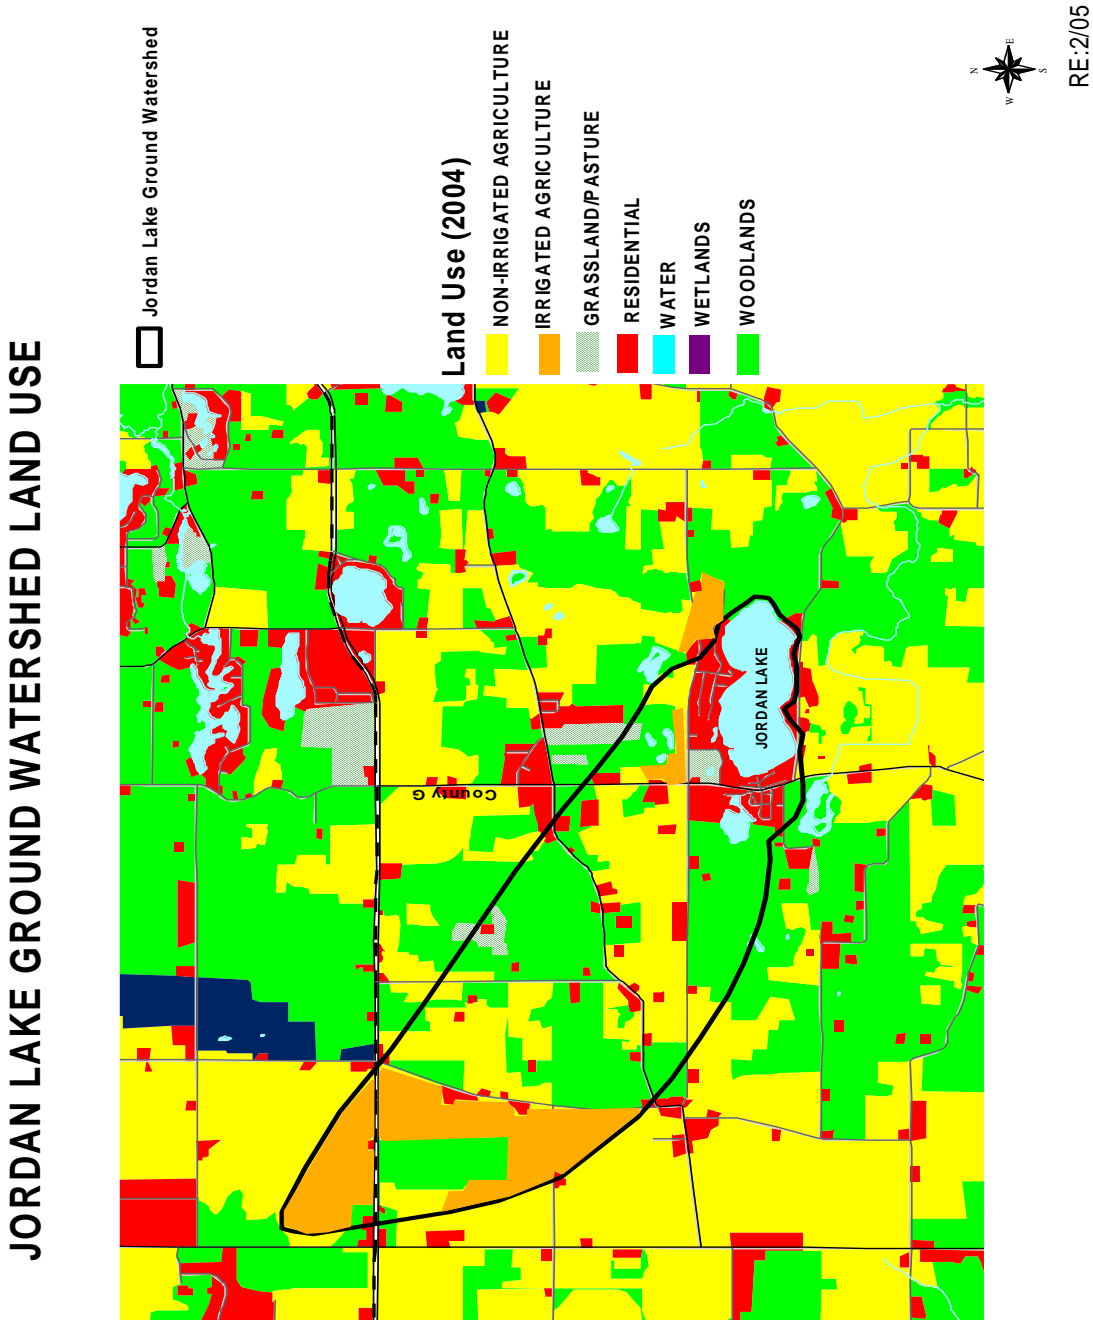 JORDAN LAKE GROUND WATERSHED LAND USE
Jordan Lake Ground Watershed
Land Use (2004)
NON-IRRIGATED AGRICULTURE
IRRIGATED AGRICULTURE
GRASSLAND/PASTURE
RESIDENTIAL
WATER
WETLANDS
WOODLANDS
County G
JORDAN LAKE
N
E
S
W
RE:2/05